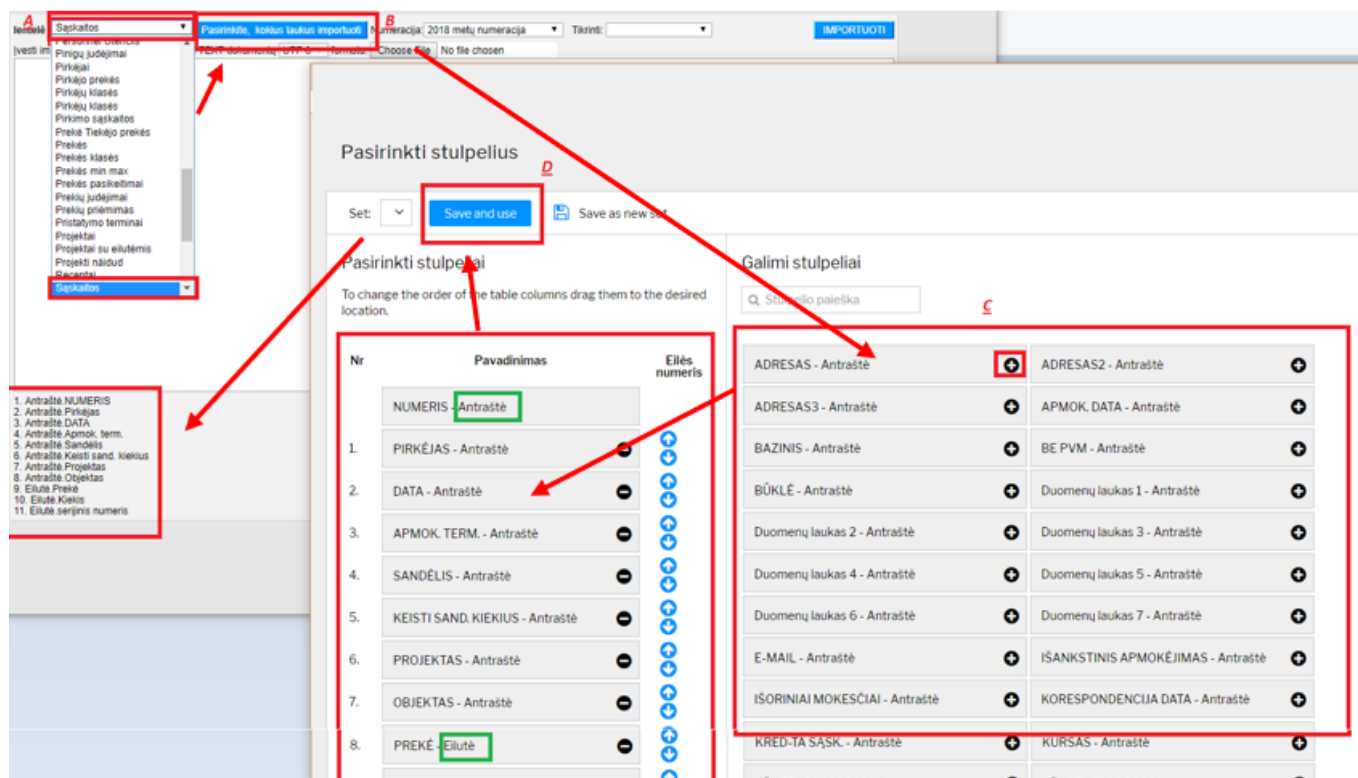 A
B
lentelė Sąskaitos Pasirinkite, kokius laukus importuoti Numeracija: 2018 metų numeracija Tikrinti: IMPORTUOTI
Įvesti im TEXT dokumentų UTF-8 formato: Choose File No file chosen
Pinigų judėjimai
Pirkėjai
Pirkėjo prekės
Pirkėjų klasės
Pirkėjų klasės
Pirkimo sąskaitos
Prekė Tiekėjo prekės
Prekės
Prekės klasės
Prekės min max
Prekės pasikeitimai
Prekių judėjimai
Prekių priėmimas
Pristatymo terminai
Projektai
Projektai su eilutėmis
Projekti näidud
Receptai
Sąskaitos
Pasirinkti stulpelius
D
Set: Save and use Save as new set
Pasirinkti stulpeliai
To change the order of the table columns drag them to the desired
location.
Nr Pavadinimas Eilės
numeris
NUMERIS - Antraštė
1. PIRKĖJAS - Antraštė
2. DATA - Antraštė
3. APMOK. TERM. - Antraštė
4. SANDĖLIS - Antraštė
5. KEISTI SAND. KIEKIUS - Antraštė
6. PROJEKTAS - Antraštė
7. OBJEKTAS - Antraštė
8. PREKĖ - Eilutė
Galimi stulpeliai
Stulpelio paieška
C
ADRESAS - Antraštė ADRESAS2 - Antraštė
ADRESAS3 - Antraštė APMOK. DATA - Antraštė
BAZINIS - Antraštė BE PVM - Antraštė
BŪKLĖ - Antraštė Duomenų laukas 1 - Antraštė
Duomenų laukas 2 - Antraštė Duomenų laukas 3 - Antraštė
Duomenų laukas 4 - Antraštė Duomenų laukas 5 - Antraštė
Duomenų laukas 6 - Antraštė Duomenų laukas 7 - Antraštė
E-MAIL - Antraštė IŠANKSTINIS APMOKĖJIMAS - Antraštė
IŠORINIAI MOKESČIAI - Antraštė KORESPONDENCIJA DATA - Antraštė
KRED-TA SĄSK. - Antraštė KURSAS - Antraštė
1. Antraštė.NUMERIS
2. Antraštė.Pirkėjas
3. Antraštė.DATA
4. Antraštė.Apmok. term.
5. Antraštė.Sandėlis
6. Antraštė.Keisti sand. kiekius
7. Antraštė.Projektas
8. Antraštė.Objektas
9. Eilutė.Prekė
10. Eilutė.Kiekis
11. Eilutė.serijinis numeris